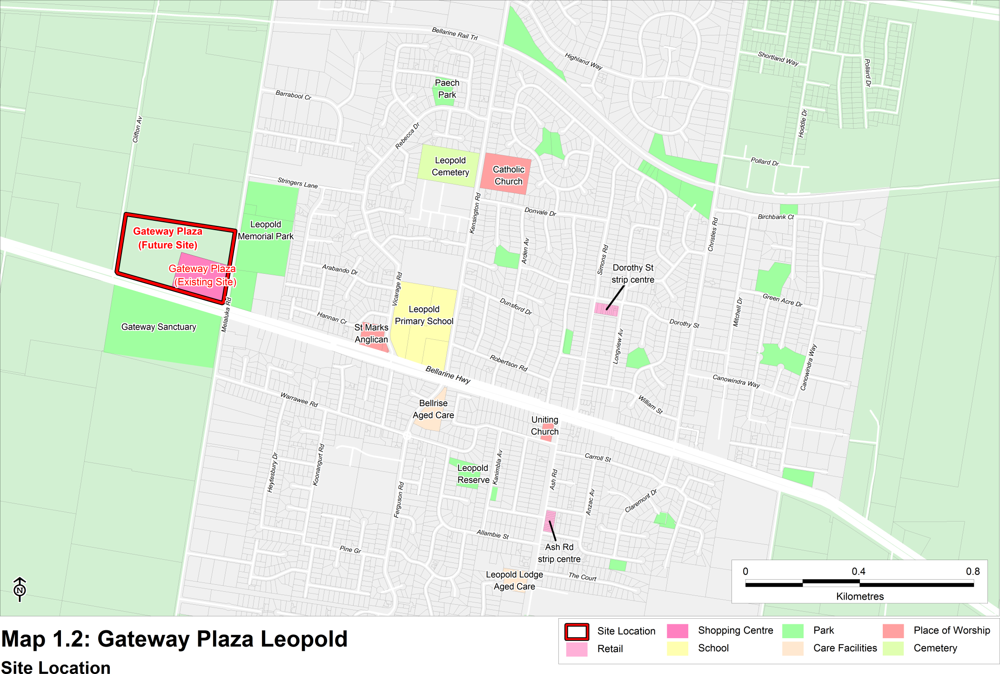 Bellarine Rail Trl
Highland Way
Shortland Way
Pollard Dr
Paech
Park
Barrabool Cr
Clifton Av
Rebecca Dr
Hoddle Dr
Pollard Dr
Leopold
Cemetery
Catholic
Church
Stringers Lane
Kensington Rd
Donvale Dr
Birchbank Ct
Christies Rd
Gateway Plaza
(Future Site)
Leopold
Memorial Park
Arden Av
Simons Rd
Gateway Plaza
(Existing Site)
Arabando Dr
Vicarage Rd
Dorothy St
strip centre
Melaluka Rd
Hannan Cr
Leopold
Primary School
Dunsford Dr
Mitchell Dr
Green Acre Dr
Dorothy St
Gateway Sanctuary
St Marks
Anglican
Longview Av
Robertson Rd
Bellarine Hwy
Canowindra Way
Canowindra Way
Warrawee Rd
Bellrise
Aged Care
William St
Uniting
Church
Heytesbury Dr
Koonangurt Rd
Kanimbla Av
Carroll St
Leopold
Reserve
Ash Rd
Ferguson Rd
Anzac Av
Claremont Dr
Allambie St
Pine Gr
Ash Rd
strip centre
Leopold Lodge
Aged Care
The Court
N
0 0.4 0.8
Kilometres
Map 1.2: Gateway Plaza Leopold
Site Location
Site Location Shopping Centre Park Place of Worship
Retail School Care Facilities Cemetery